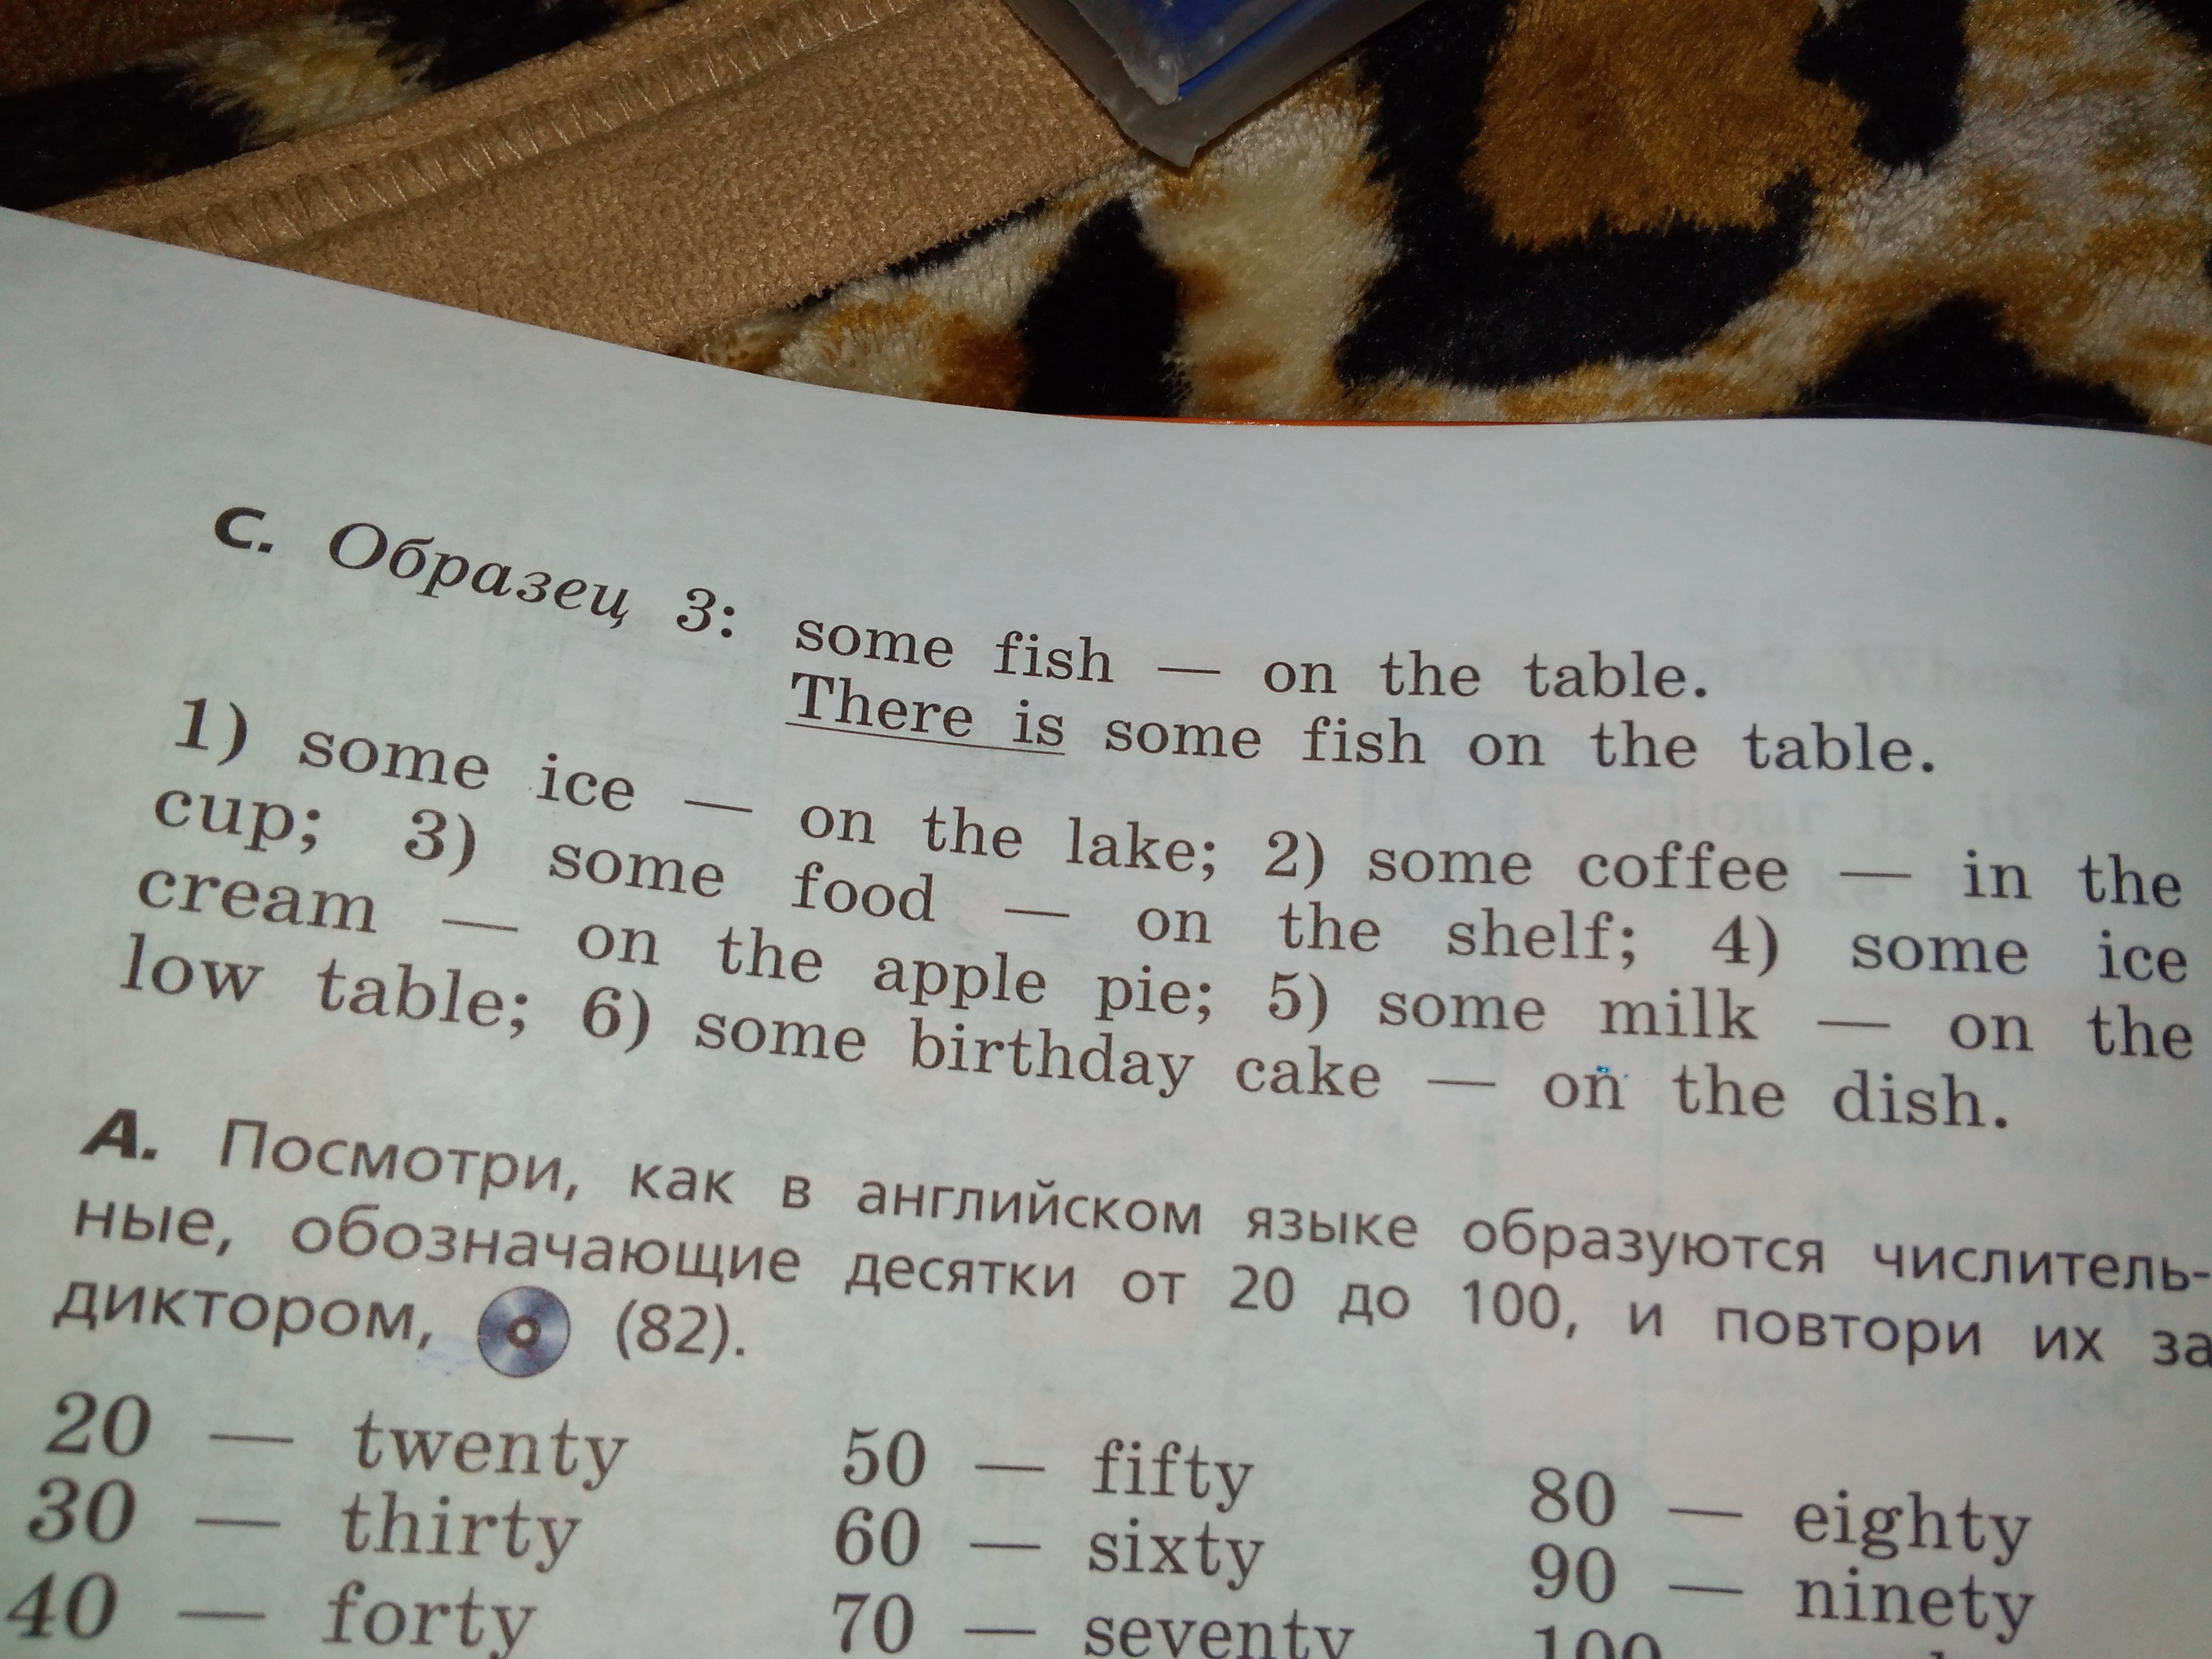 C. Образец 3: some fish — on the table.
There is some fish on the table.
1) some ice — on the lake; 2) some coffee — in the
cup; 3) some food — on the shelf; 4) some ice
cream — on the apple pie; 5) some milk — on the
low table; 6) some birthday cake — on the dish.
A. Посмотри, как в английском языке образуются числитель-
ные, обозначающие десятки от 20 до 100, и повтори их за
диктором, (82).
20 — twenty 50 — fifty 80 — eighty
30 — thirty 60 — sixty 90 — ninety
40 — forty 70 — seventy 100